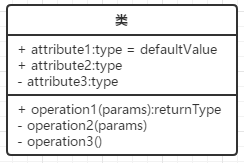 类
+ attribute1:type = defaultValue
+ attribute2:type
- attribute3:type
+ operation1(params):returnType
- operation2(params)
- operation3()